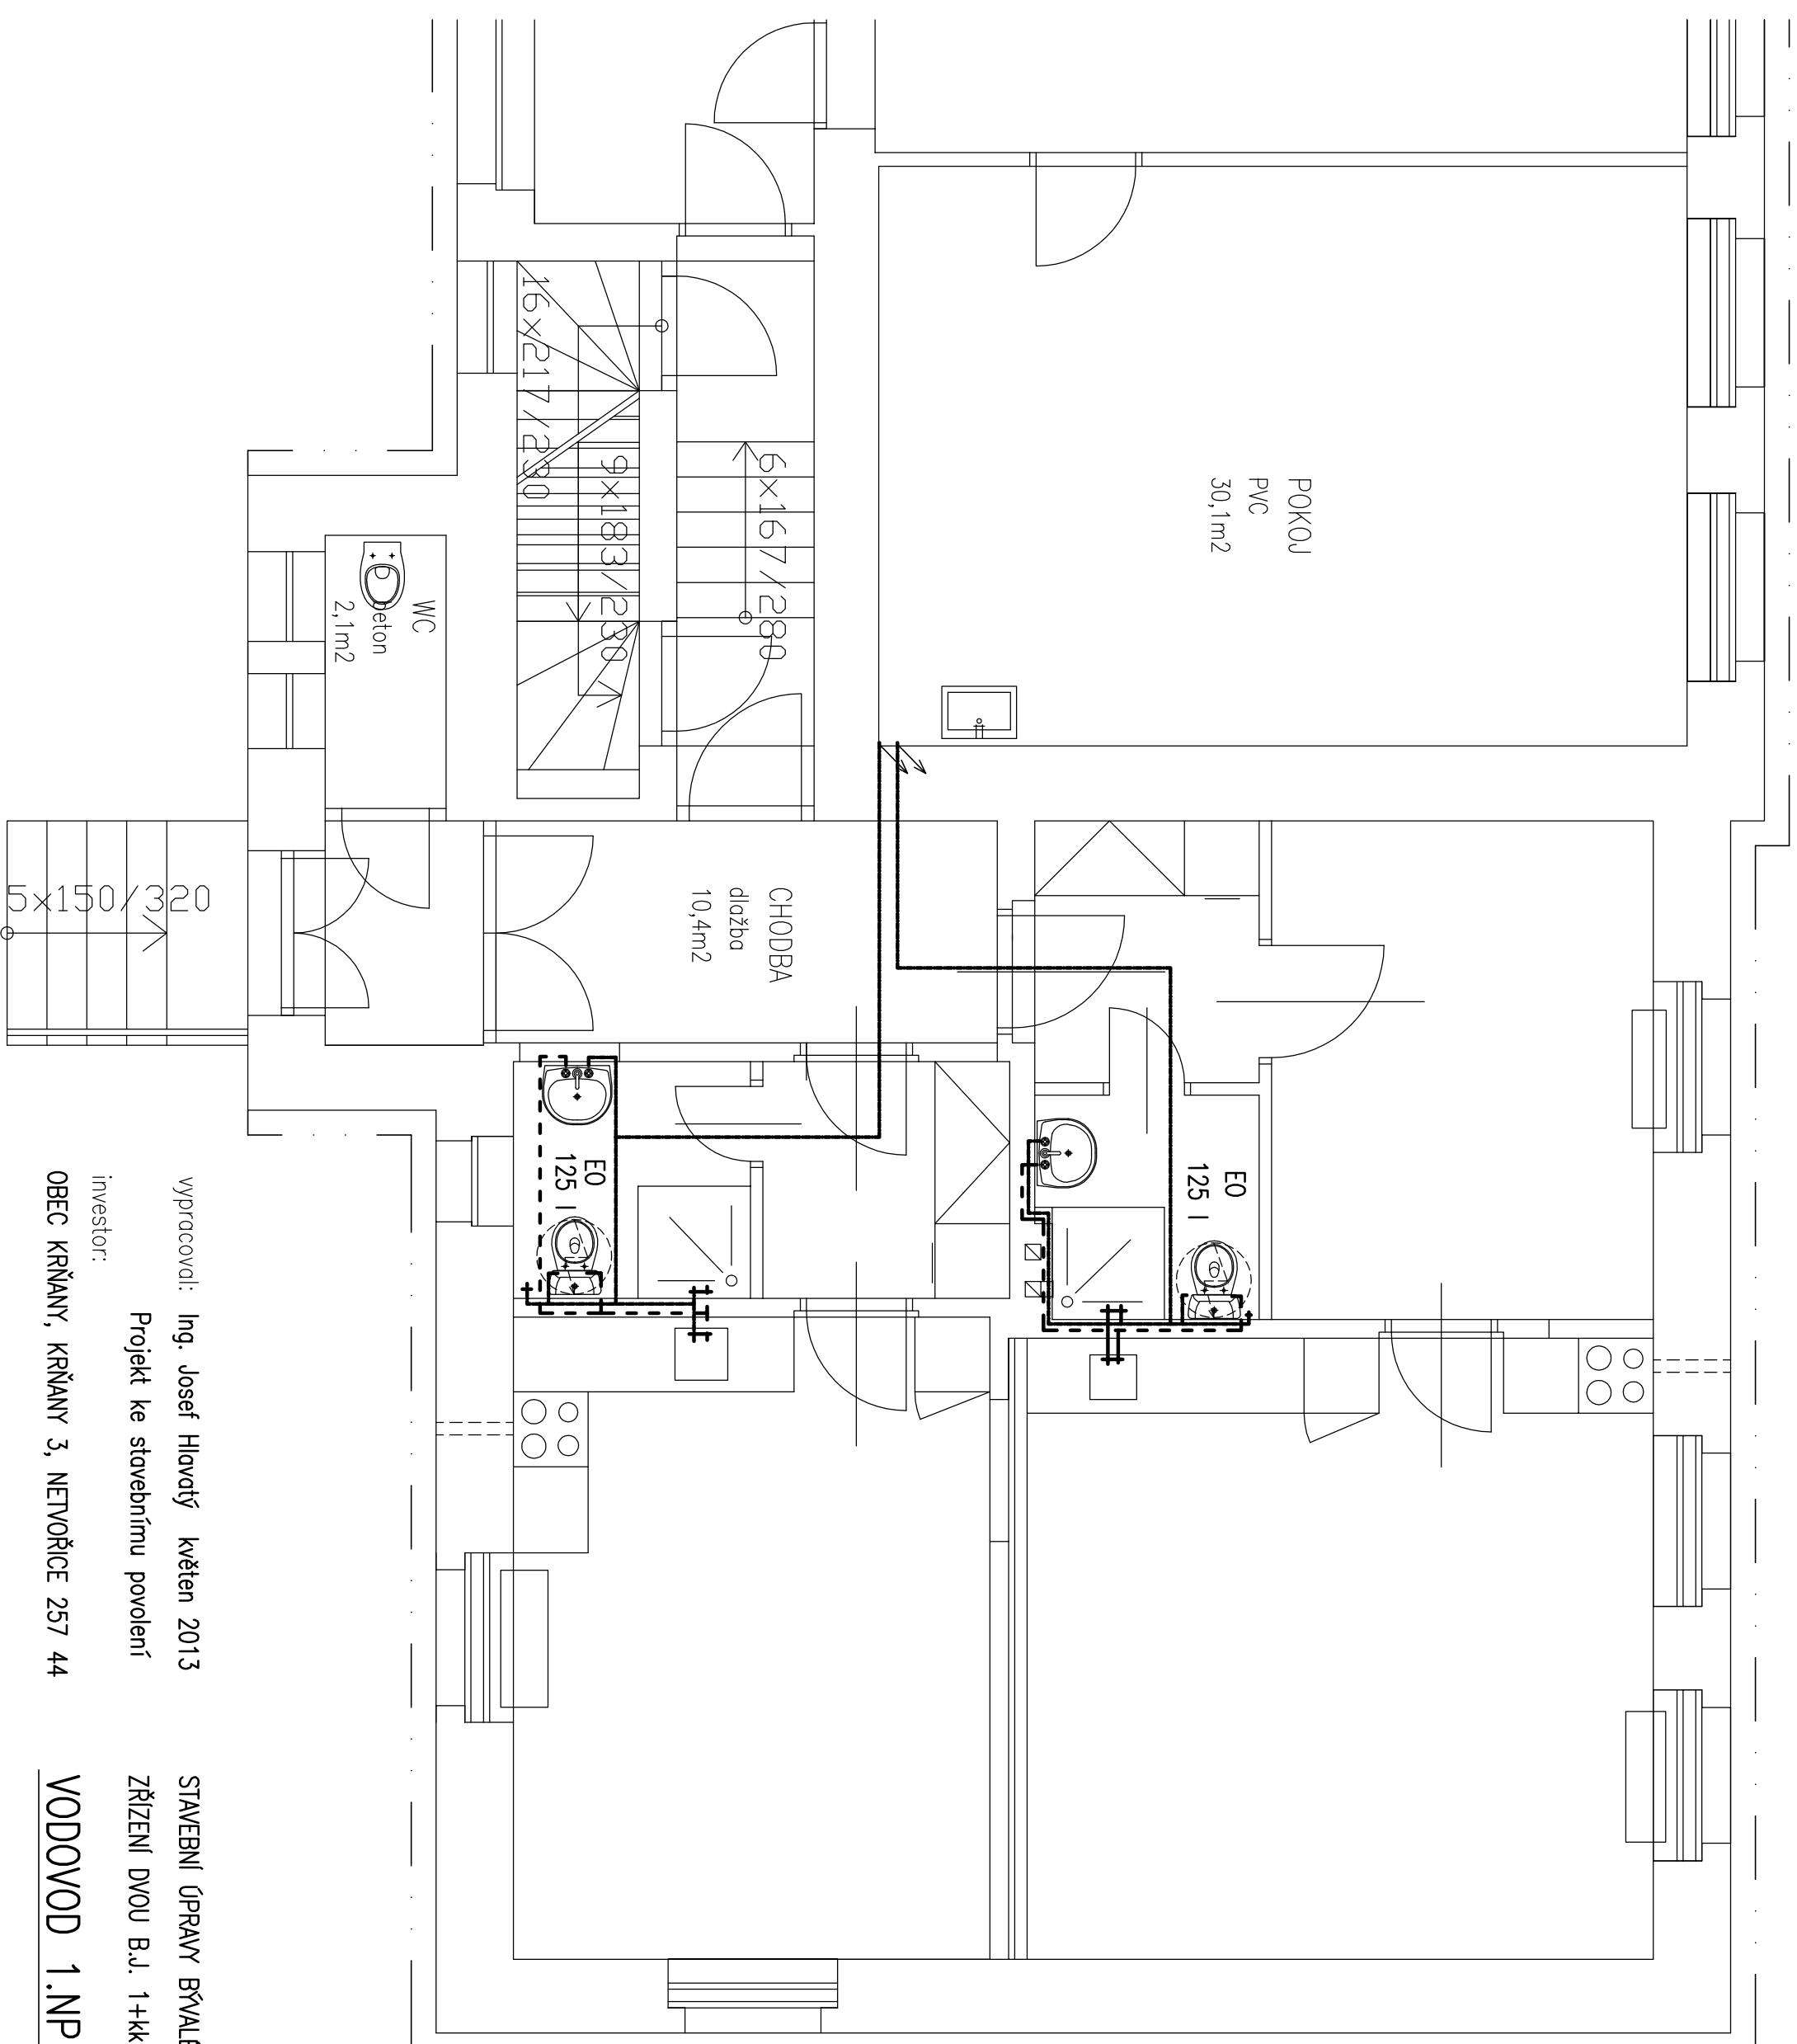 POKOJ
PVC
30,1m2
6x167/280
9x183/230
16x217/230
WC
beton
2,1m2
CHODBA
dlažba
10,4m2
5x150/320
EO
125 l
EO
125 l
vypracoval: Ing. Josef Hlavatý květen 2013
Projekt ke stavebnímu povolení
investor:
OBEC KRŇANY, KRŇANY 3, NETVOŘICE 257 44
STAVEBNÍ ÚPRAVY BÝVALÉ
ZŘÍZENÍ DVOU B.J. 1+kk
VODOVOD 1.NP